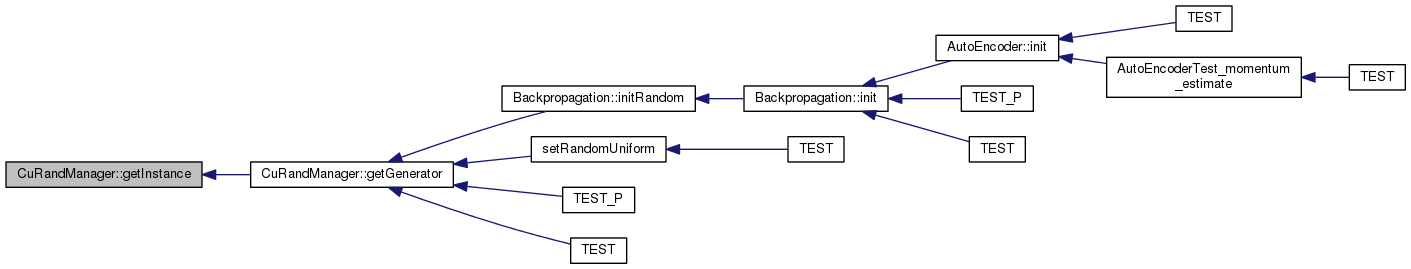 TEST
AutoEncoder::init
AutoEncoderTest_momentum
_estimate
TEST
Backpropagation::initRandom
Backpropagation::init
TEST_P
setRandomUniform
TEST
TEST
CuRandManager::getInstance
CuRandManager::getGenerator
TEST_P
TEST